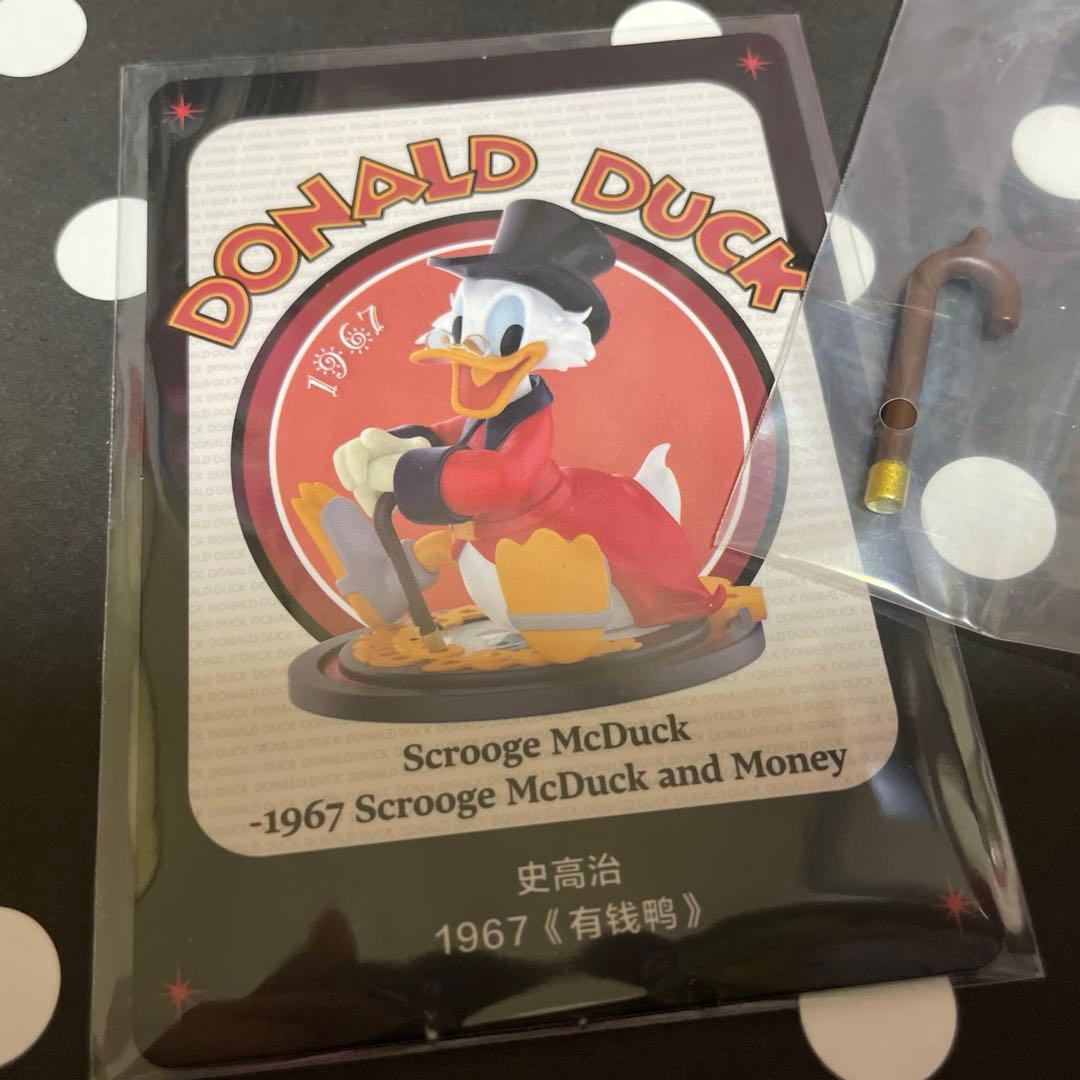 DONALD DUCK
1967
Scrooge McDuck
-1967 Scrooge McDuck and Money
史高治
1967《有钱鸭》